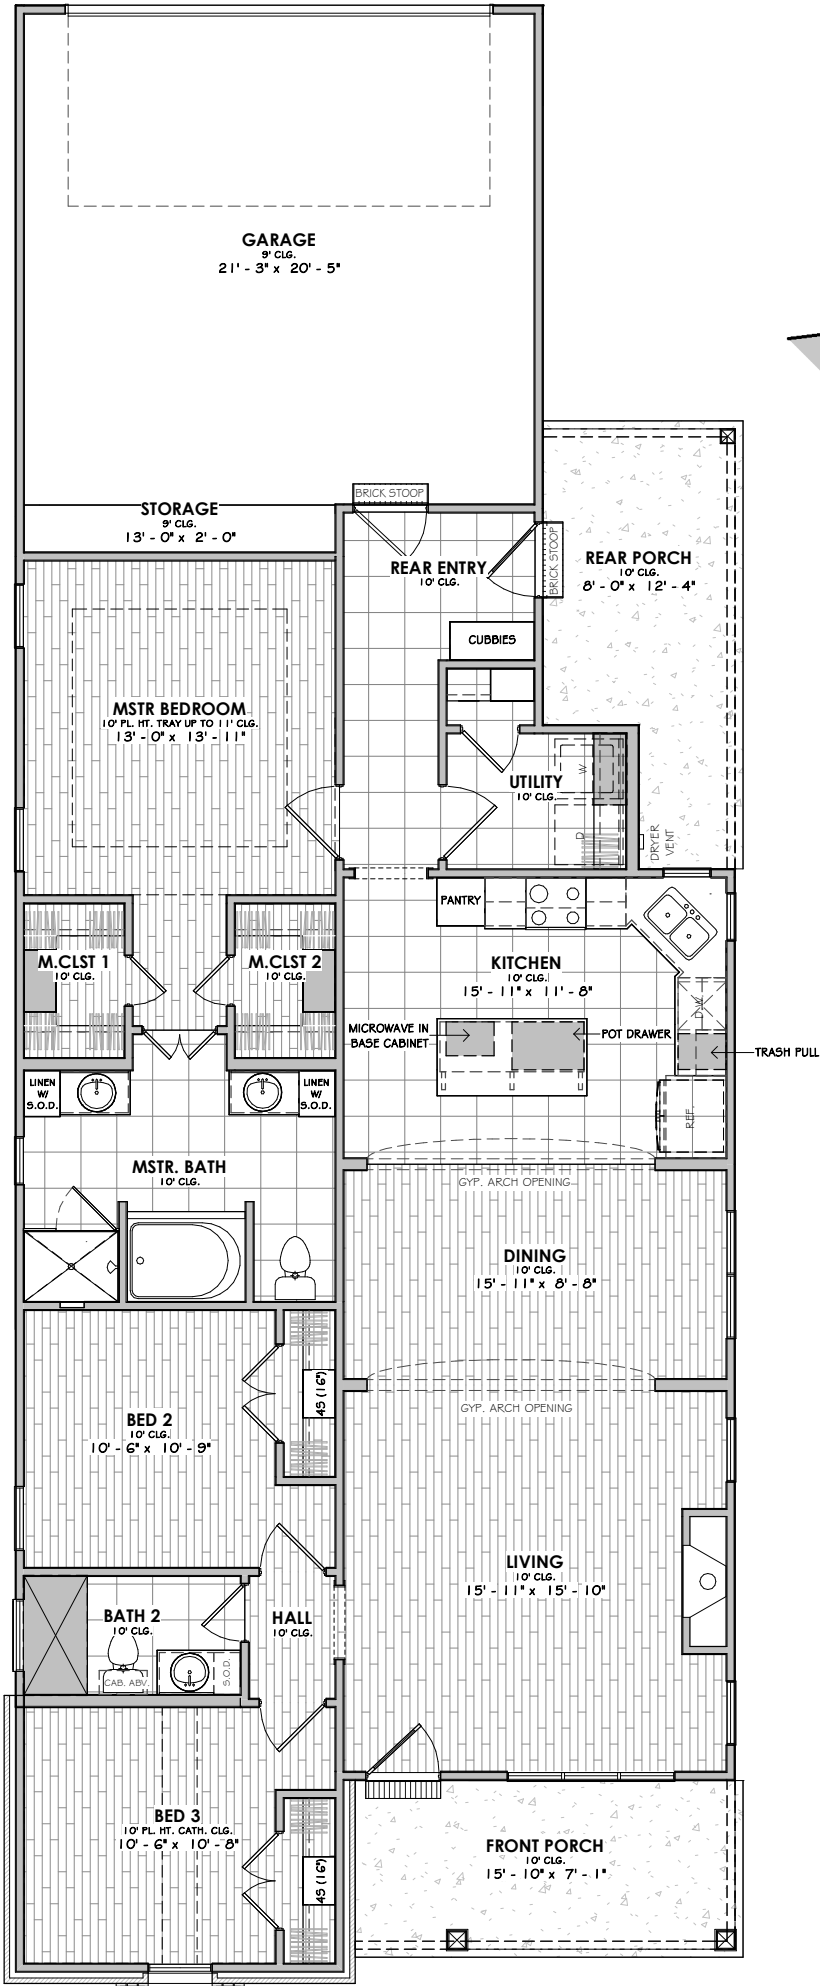 GARAGE
9' CLG.
21' - 3" x 20' - 5"
BRICK STOOP
STORAGE
9' CLG.
13' - 0" x 2' - 0"
REAR ENTRY
10' CLG.
BRICK STOOP
REAR PORCH
10' CLG.
8' - 0" x 12' - 4"
CUBBIES
MSTR BEDROOM
10' PL. HT. TRAY UP TO 11' CLG.
13' - 0" x 13' - 11"
UTILITY
10' CLG.
W
D
DRYER
VENT
PANTRY
M.CLST 1
10' CLG.
M.CLST 2
10' CLG.
KITCHEN
10' CLG.
15' - 11" x 11' - 8"
D.W.
MICROWAVE IN
BASE CABINET
POT DRAWER
TRASH PULL
REF.
LINEN
W/
S.O.D.
LINEN
W/
S.O.D.
MSTR. BATH
10' CLG.
GYP. ARCH OPENING
DINING
10' CLG.
15' - 11" x 8' - 8"
4S (16")
GYP. ARCH OPENING
BED 2
10' CLG.
10' - 6" x 10' - 9"
LIVING
10' CLG.
15' - 11" x 15' - 10"
BATH 2
10' CLG.
HALL
10' CLG.
CAB. ABV.
S.O.D.
BED 3
10' PL. HT. CATH. CLG.
10' - 6" x 10' - 8"
4S (16")
FRONT PORCH
10' CLG.
15' - 10" x 7' - 1"